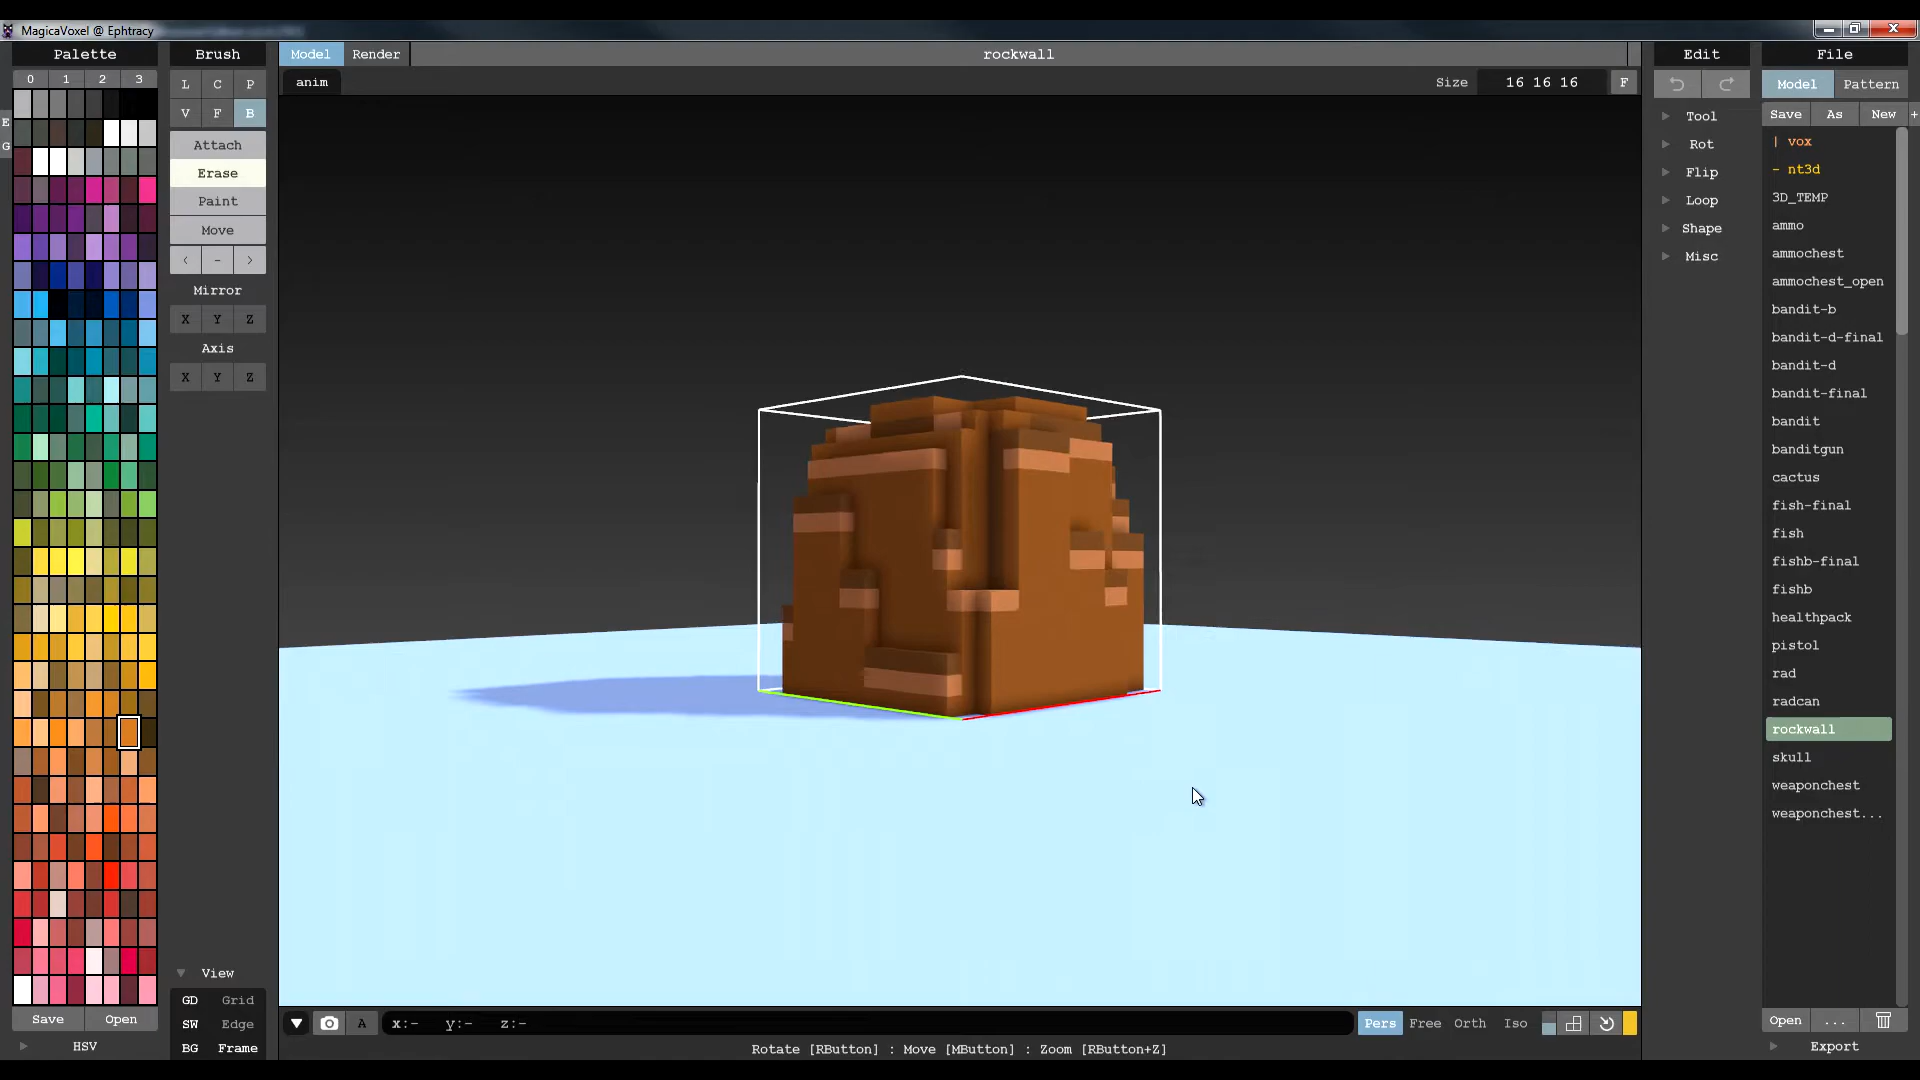 MagicaVoxel @ Ephtracy
Palette
0 1 2 3
E
G
Save Open
HSV
Brush
L C P
V F B
Attach
Erase
Paint
Move
< - >
Mirror
X Y Z
Axis
X Y Z
View
GD Grid
SW Edge
BG Frame
Model Render
rockwall
anim
Size 16 16 16 F
A x:- y:- z:-
Pers Free Orth Iso
Rotate [RButton] : Move [MButton] : Zoom [RButton+Z]
Edit
Tool
Rot
Flip
Loop
Shape
Misc
File
Model Pattern
Save As New +
| vox
- nt3d
3D_TEMP
ammo
ammochest
ammochest_open
bandit-b
bandit-d-final
bandit-d
bandit-final
bandit
banditgun
cactus
fish-final
fish
fishb-final
fishb
healthpack
pistol
rad
radcan
rockwall
skull
weaponchest
weaponchest...
Open ...
Export